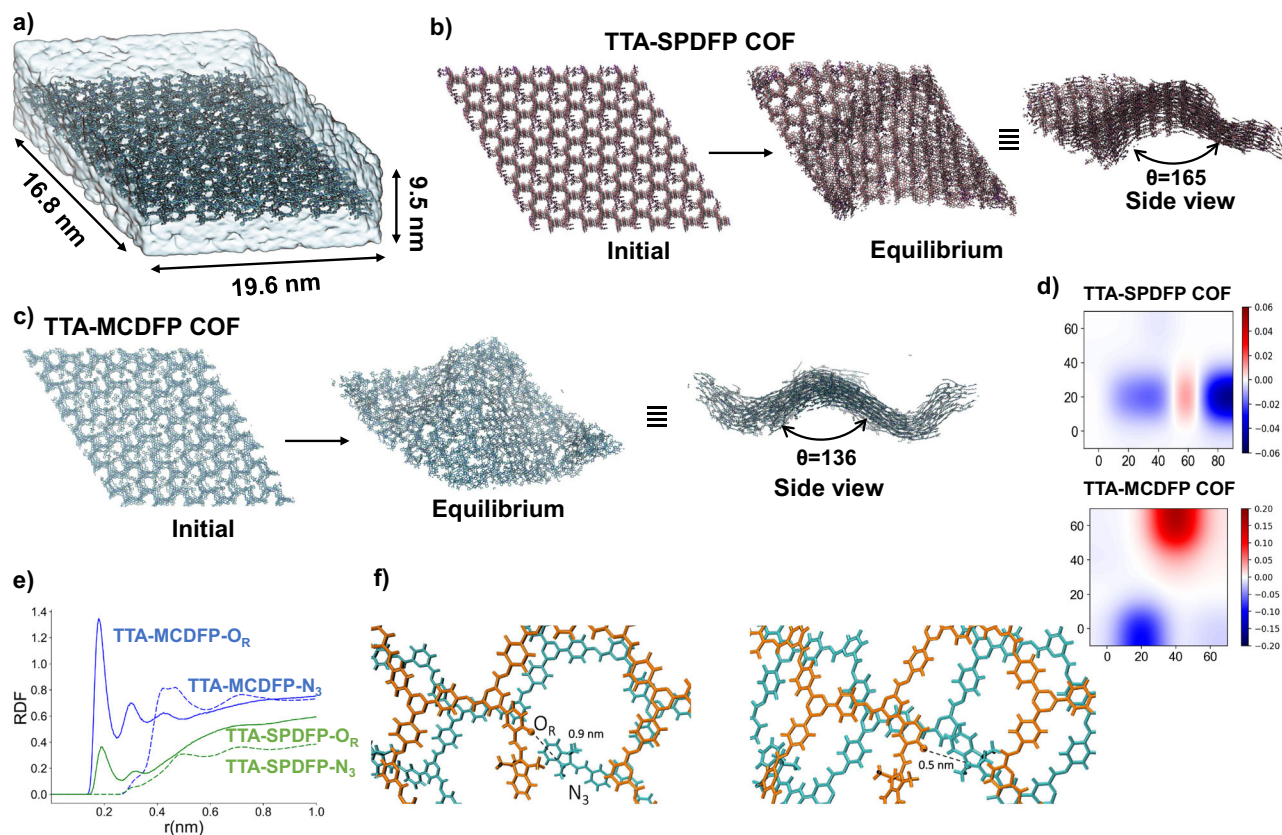 a)
16.8 nm
19.6 nm
9.5 nm
b)
TTA-SPDFP COF
Initial
Equilibrium
θ=165
Side view
c)
TTA-MCDFP COF
Initial
Equilibrium
θ=136
Side view
d)
TTA-SPDFP COF
60
40
20
0
0 20 40 60 80
0.06
0.04
0.02
0.00
−0.02
−0.04
−0.06
TTA-MCDFP COF
60
40
20
0
0 20 40 60
0.20
0.15
0.10
0.05
0.00
−0.05
−0.10
−0.15
−0.20
e)
RDF
1.4
1.2
1.0
0.8
0.6
0.4
0.2
0.0
0.2 0.4 0.6 0.8 1.0
r(nm)
TTA-MCDFP-O_R
TTA-MCDFP-N₃
TTA-SPDFP-O_R
TTA-SPDFP-N₃
f)
O_R
0.9 nm
N₃
0.5 nm